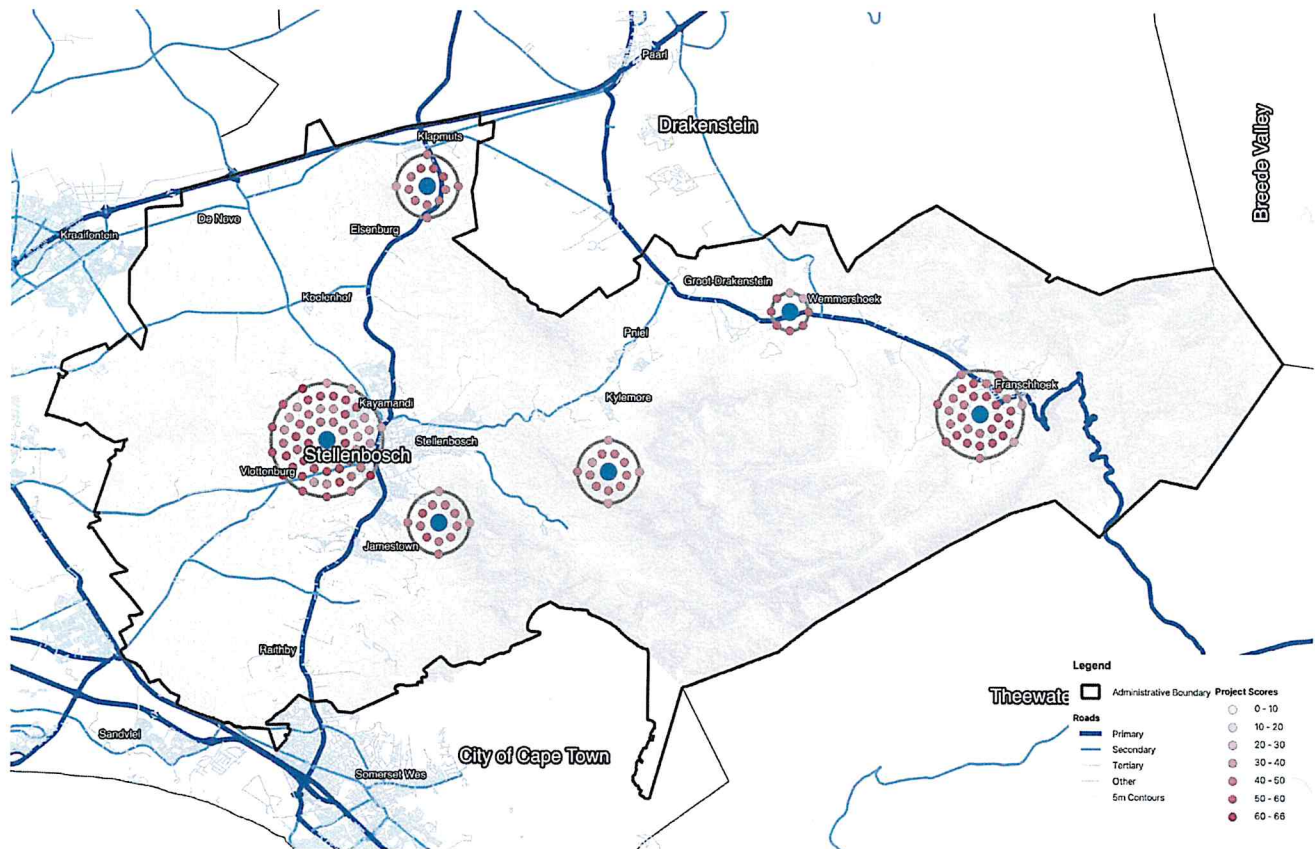 Paarl
Klapmuts
Drakenstein
Breede Valley
De Novo
Kraaifontein
Elsenburg
Groot-Drakenstein
Wemmershoek
Koelenhof
Pniel
Franschhoek
Kayamandi
Kylemore
Stellenbosch
Stellenbosch
Vlottenburg
Jamestown
Raithby
Legend
Administrative Boundary
Roads
Primary
Secondary
Tertiary
Other
5m Contours
Project Scores
0 - 10
10 - 20
20 - 30
30 - 40
40 - 50
50 - 60
60 - 66
Theewate
Sandvlei
City of Cape Town
Somerset Wes